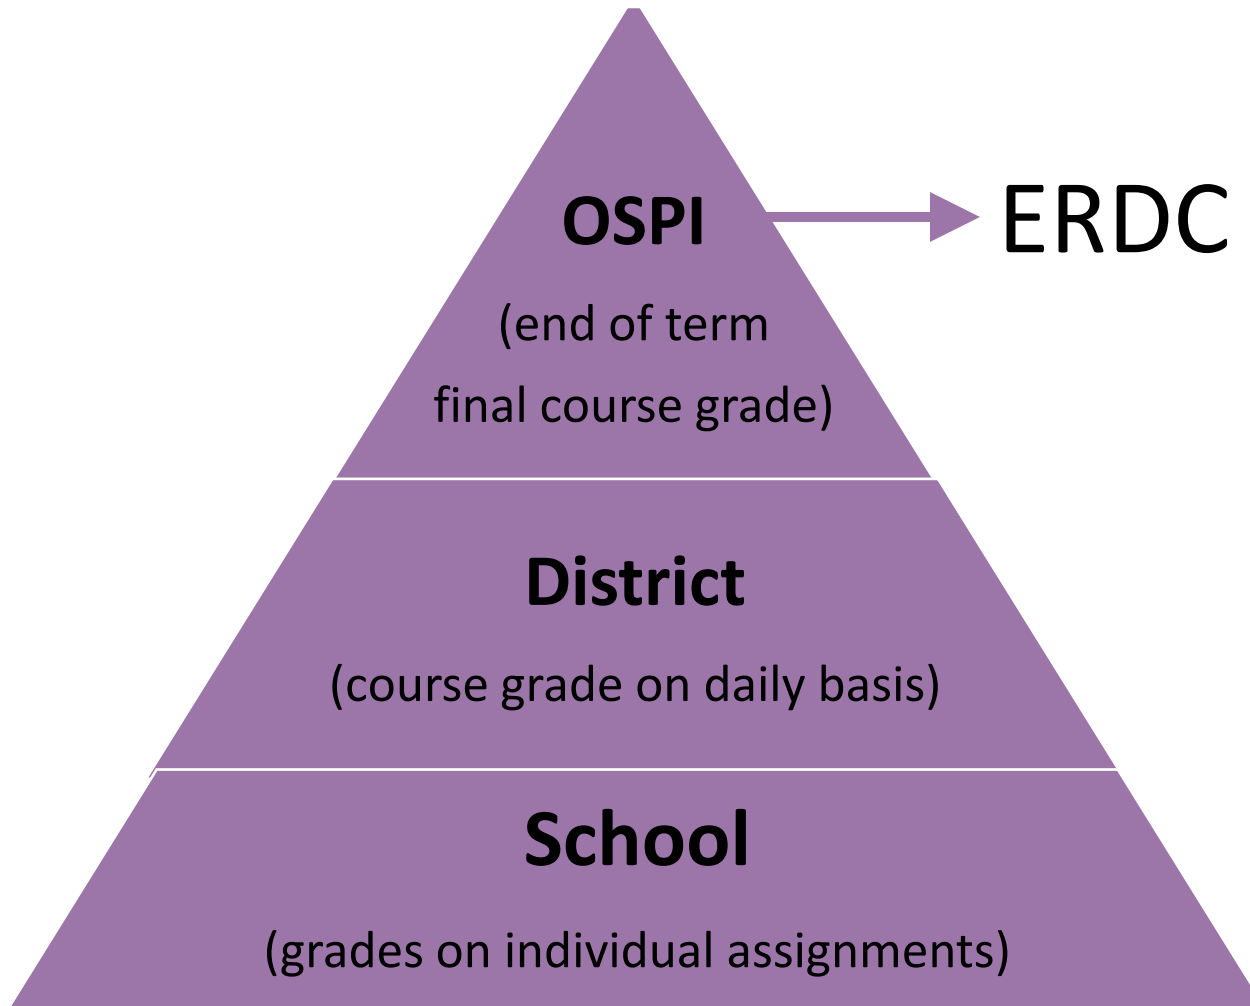 OSPI
ERDC
(end of term
final course grade)
District
(course grade on daily basis)
School
(grades on individual assignments)